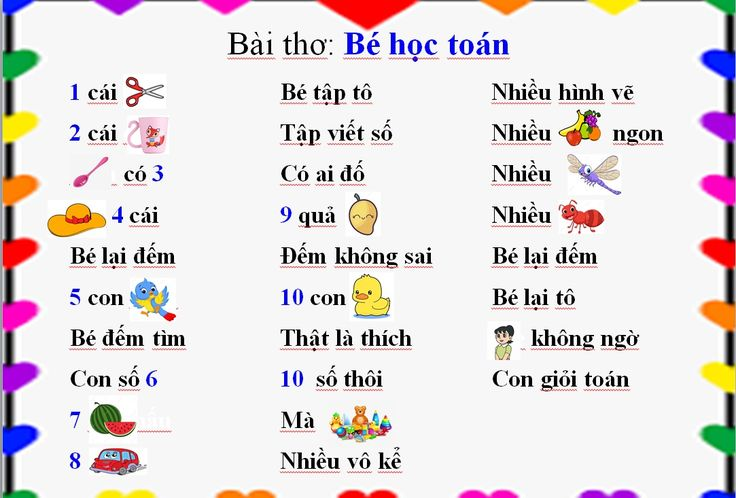 Bài thơ: Bé học toán
1 cái
2 cái
có 3
4 cái
Bé lại đếm
5 con
Bé đếm tìm
Con số 6
7
8
Bé tập tô
Tập viết số
Có ai đố
9 quả
Đếm không sai
10 con
Thật là thích
10 số thôi
Mà
Nhiều vô kể
Nhiều hình vẽ
Nhiều ngon
Nhiều
Nhiều
Bé lại đếm
Bé lại tô
không ngờ
Con giỏi toán